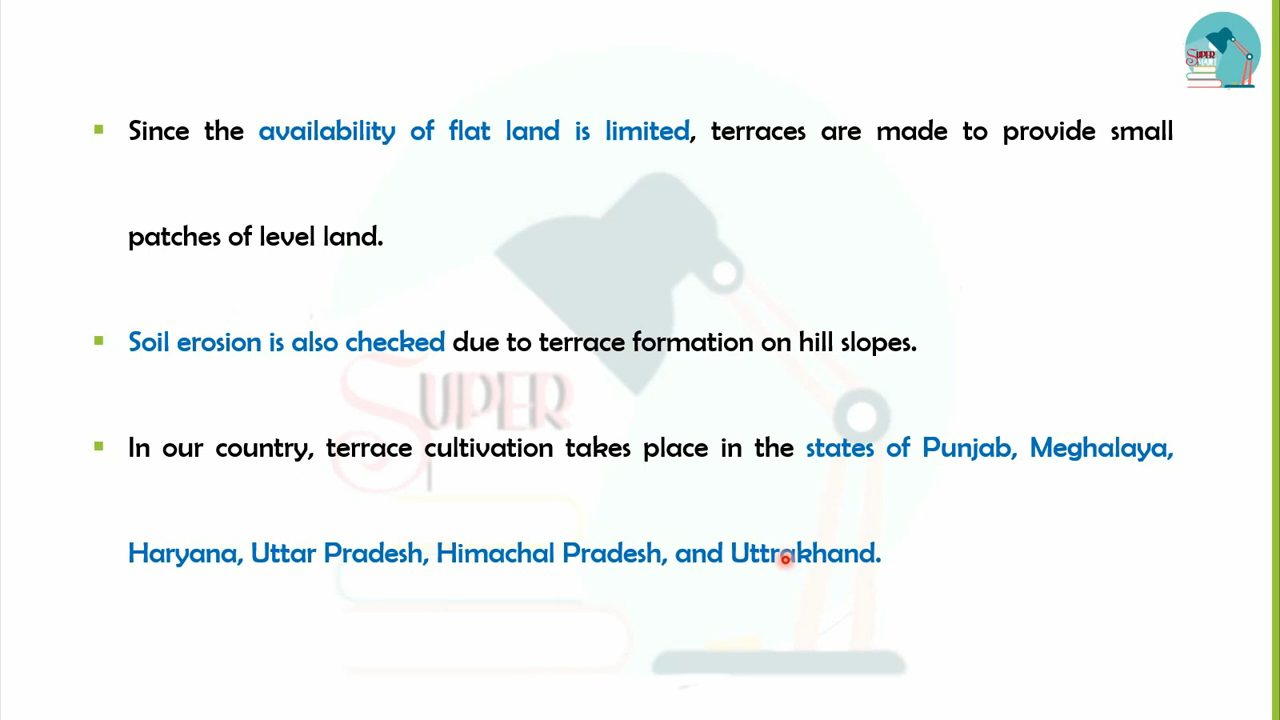 Since the availability of flat land is limited, terraces are made to provide small
patches of level land.
Soil erosion is also checked due to terrace formation on hill slopes.
In our country, terrace cultivation takes place in the states of Punjab, Meghalaya,
Haryana, Uttar Pradesh, Himachal Pradesh, and Uttrakhand.
SUPER